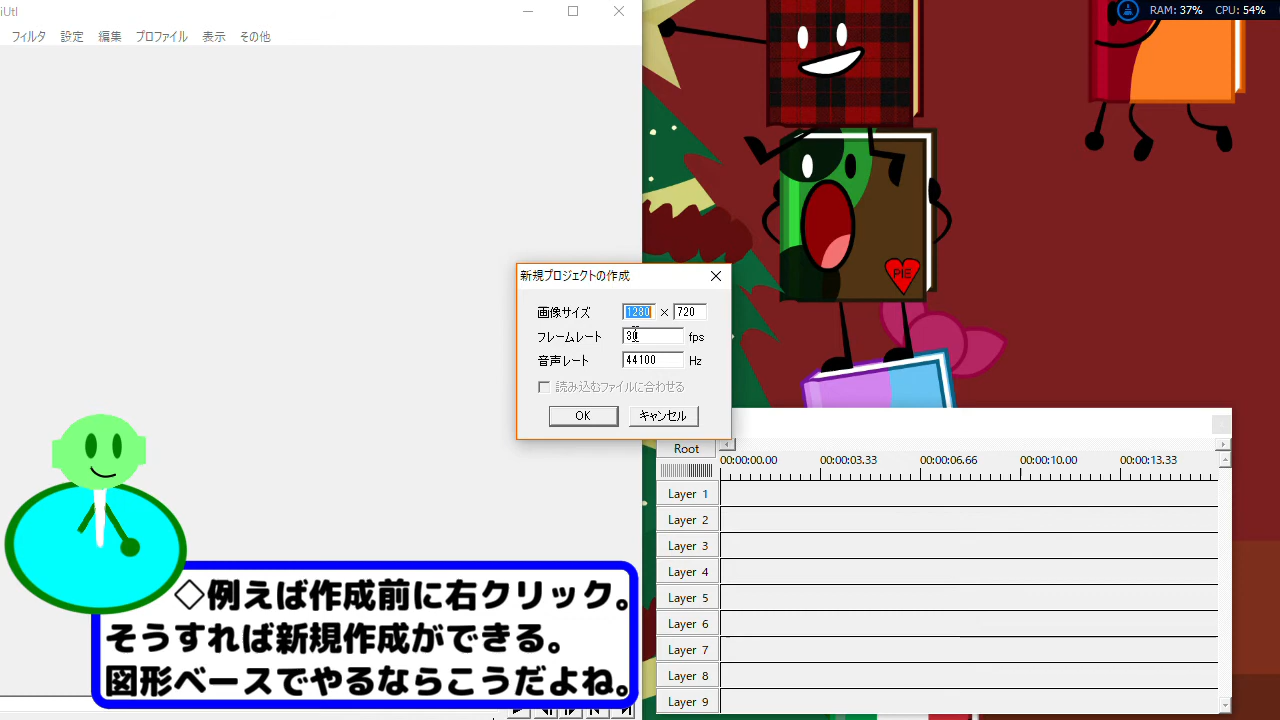 iUtl
フィルタ 設定 編集 プロファイル 表示 その他
RAM: 37% CPU: 54%
PIE
新規プロジェクトの作成
画像サイズ 1280 × 720
フレームレート 30 fps
音声レート 44100 Hz
読み込むファイルに合わせる
OK キャンセル
Root
00:00:00.00 00:00:03.33 00:00:06.66 00:00:10.00 00:00:13.33
Layer 1
Layer 2
Layer 3
Layer 4
Layer 5
Layer 6
Layer 7
Layer 8
Layer 9
◇例えば作成前に右クリック。
そうすれば新規作成ができる。
図形ベースでやるならこうだよね。